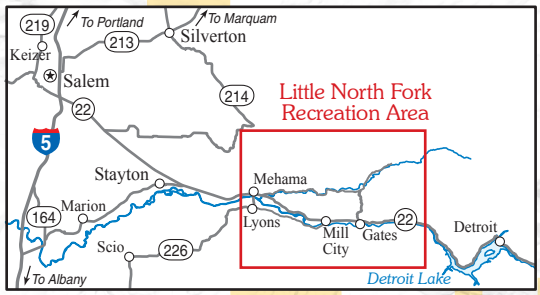 To Portland
To Marquam
219
213
Silverton
Keizer
Salem
22
214
Little North Fork
Recreation Area
5
Stayton
Mehama
164
Marion
Lyons
Mill
City
Gates
22
Detroit
Scio
226
To Albany
Detroit Lake